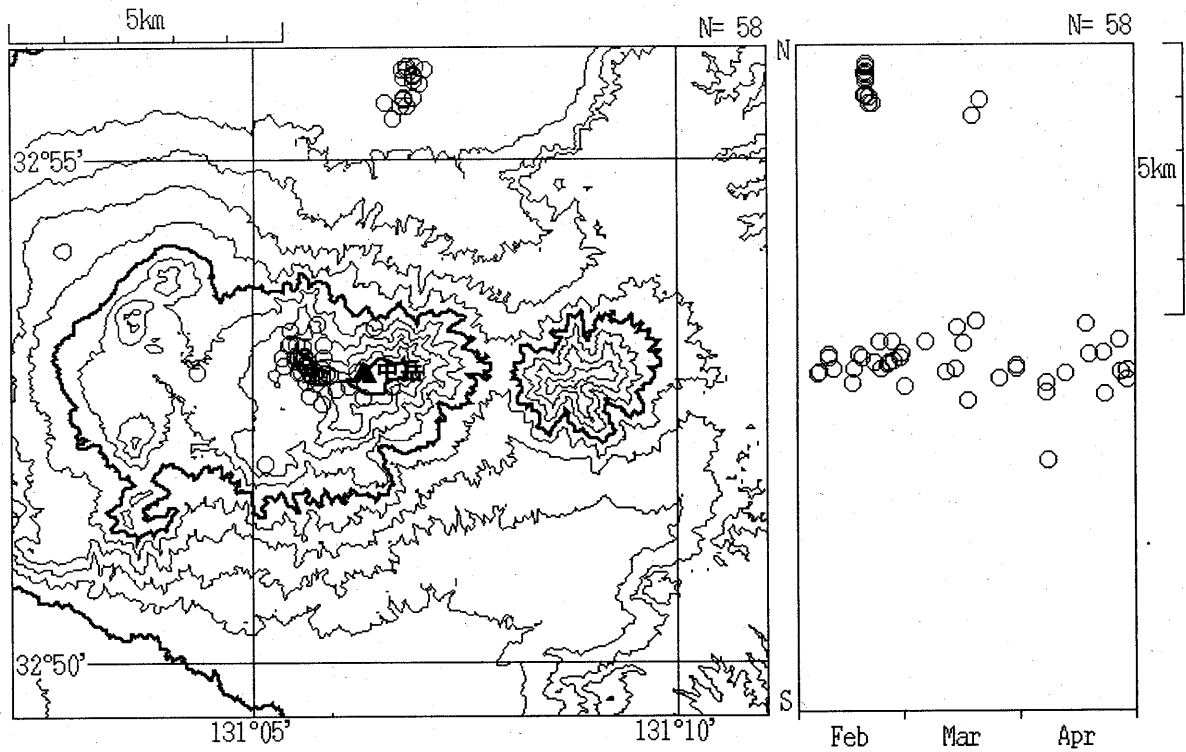 5km
N= 58
32°55'
中岳
32°50'
131°05'
131°10'
N= 58
N
5km
S
Feb
Mar
Apr